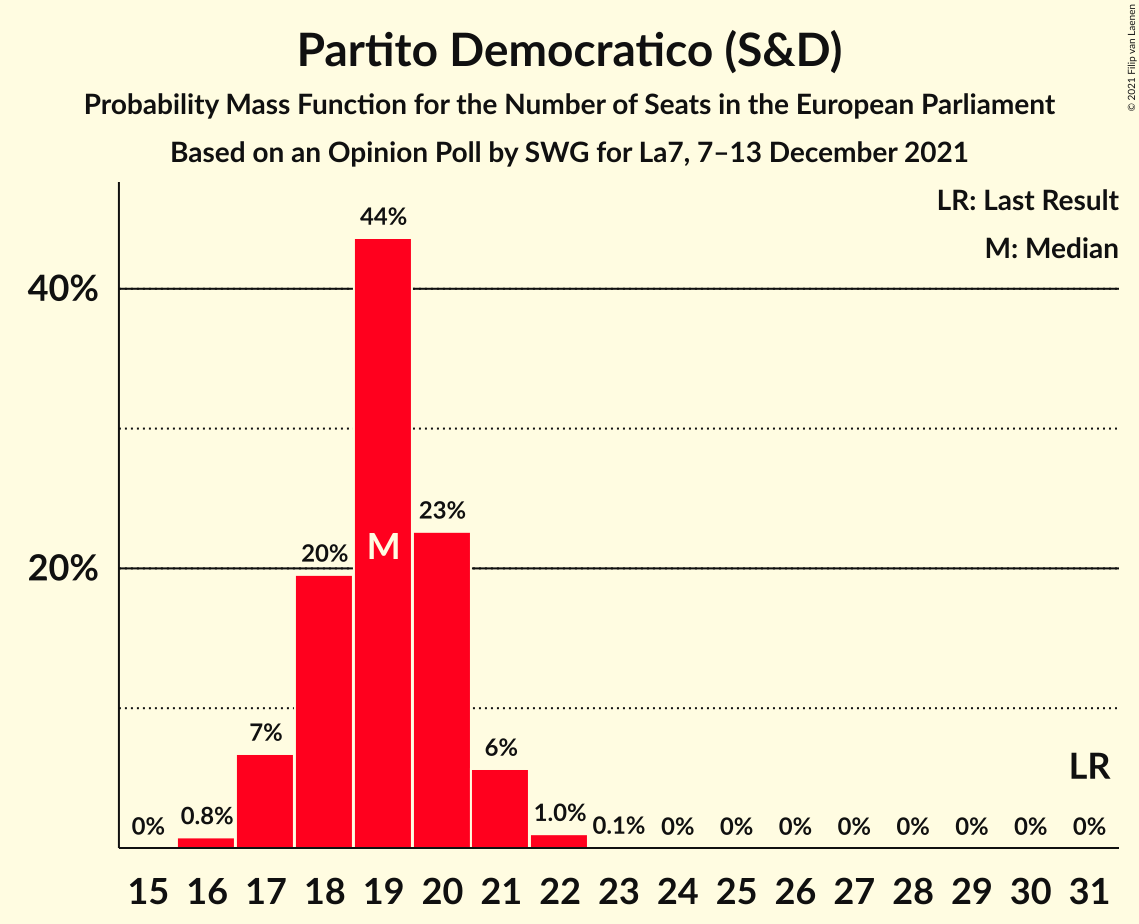 Partito Democratico (S&D)
Probability Mass Function for the Number of Seats in the European Parliament
Based on an Opinion Poll by SWG for La7, 7–13 December 2021
© 2021 Filip van Laenen
LR: Last Result
M: Median
40%
20%
0% 0.8% 7% 20% 44% 23% 6% 1.0% 0.1% 0% 0% 0% 0% 0% 0% 0% 0%
M
LR
15 16 17 18 19 20 21 22 23 24 25 26 27 28 29 30 31